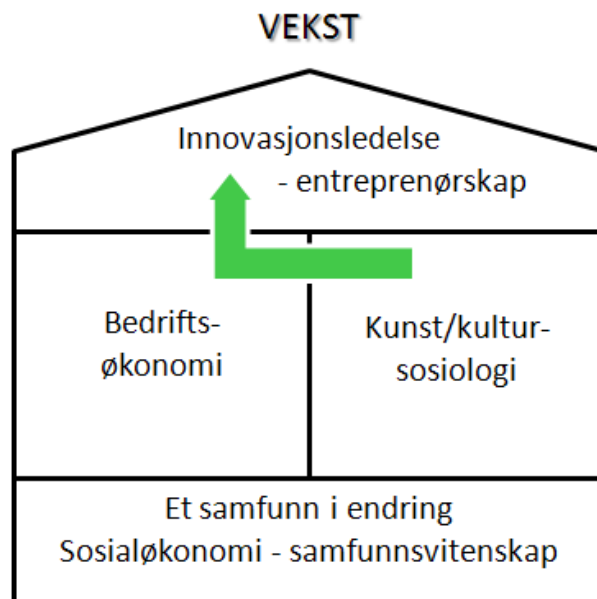 VEKST
Innovasjonsledelse
- entreprenørskap
Bedrifts-
økonomi
Kunst/kultur-
sosiologi
Et samfunn i endring
Sosialøkonomi - samfunnsvitenskap